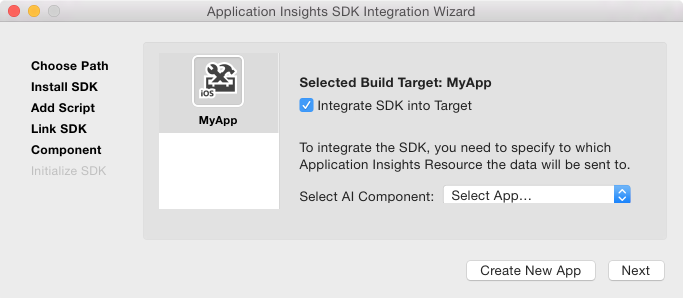 Application Insights SDK Integration Wizard
Choose Path
Install SDK
Add Script
Link SDK
Component
Initialize SDK
iOS
MyApp
Selected Build Target: MyApp
Integrate SDK into Target
To integrate the SDK, you need to specify to which
Application Insights Resource the data will be sent to.
Select AI Component: Select App...
Create New App
Next